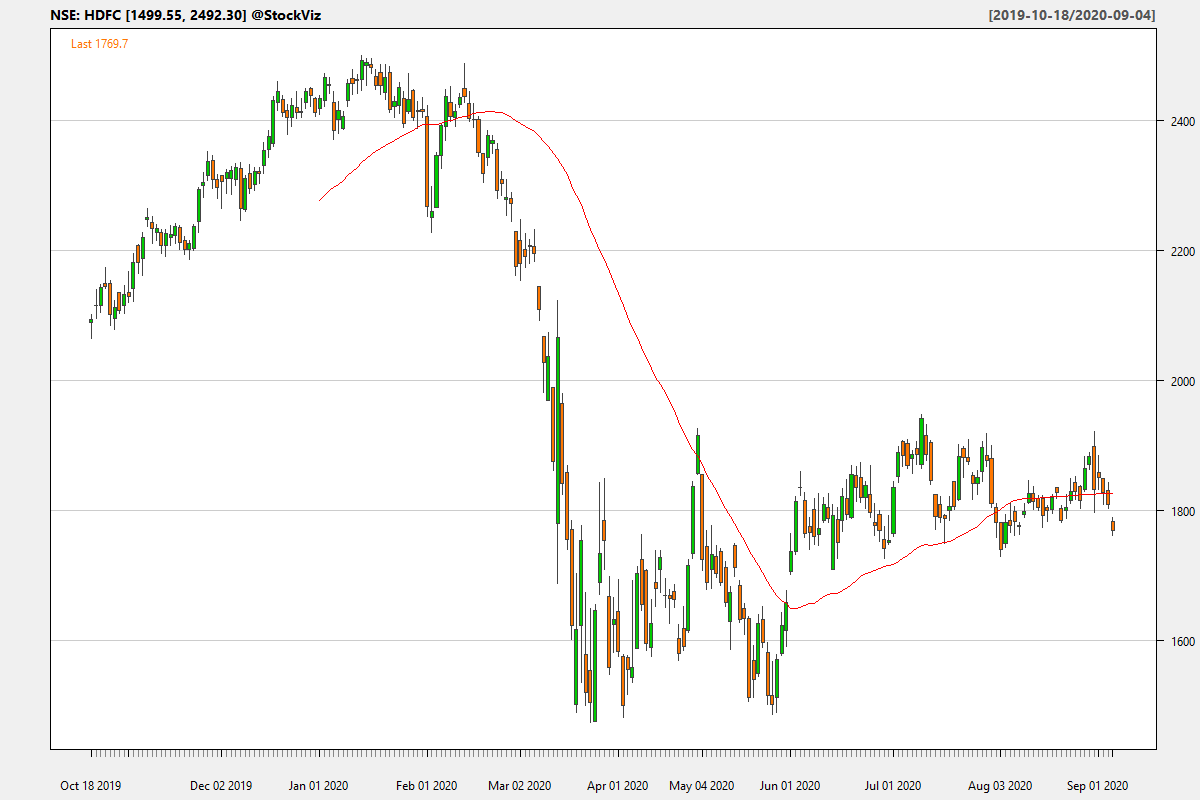 NSE: HDFC [1499.55, 2492.30] @StockViz [2019-10-18/2020-09-04]
Last 1769.7
2400
2200
2000
1800
1600
Oct 18 2019 Dec 02 2019 Jan 01 2020 Feb 01 2020 Mar 02 2020 Apr 01 2020 May 04 2020 Jun 01 2020 Jul 01 2020 Aug 03 2020 Sep 01 2020